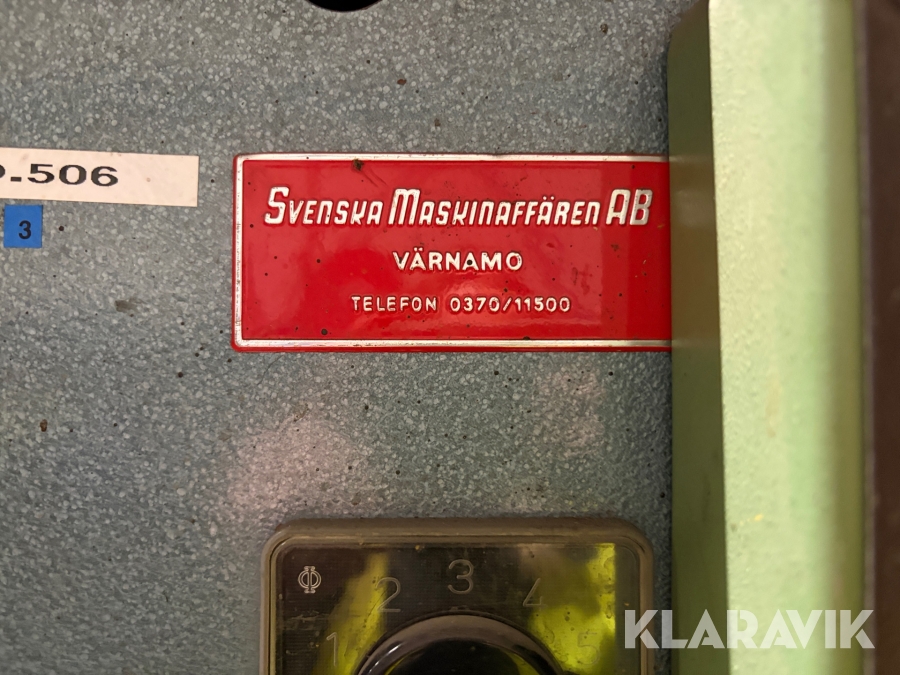 .506
3
SVENSKA MASKINAFFÄREN AB
VÄRNAMO
TELEFON 0370/11500
1 2 3 4
KLARAVIK